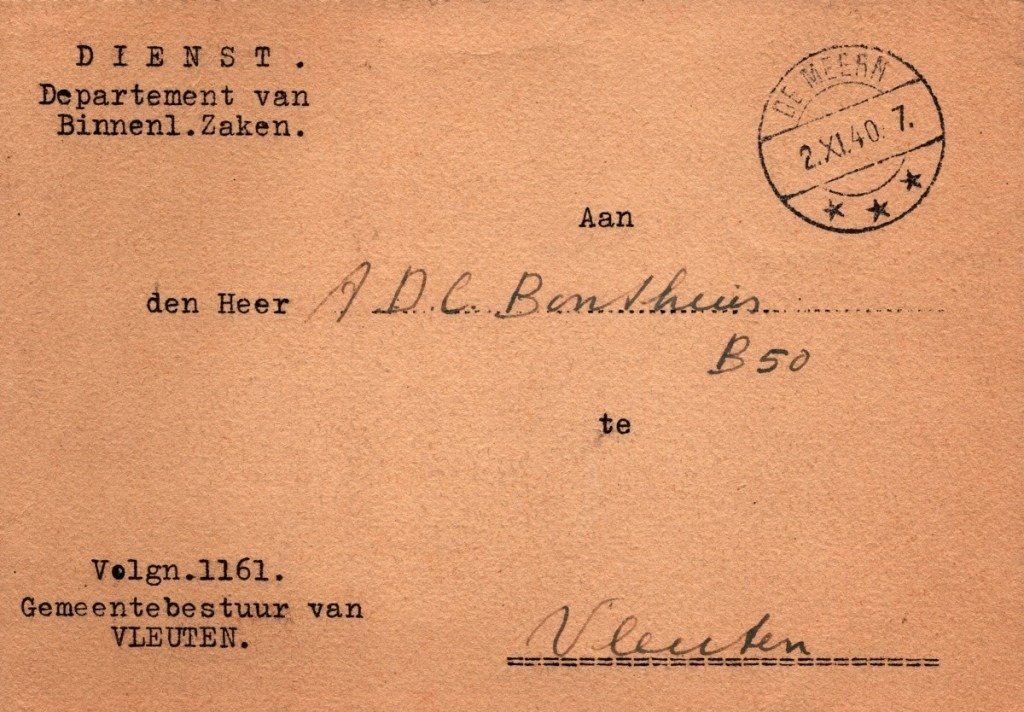 D I E N S T .
Departement van
Binnenl. Zaken.
DE MEERN
2.XI.40. 7.
Aan
den Heer D. C. Bonthuis
B 50
te
Volgn. 1161.
Gemeentebestuur van
VLEUTEN.
Vleuten